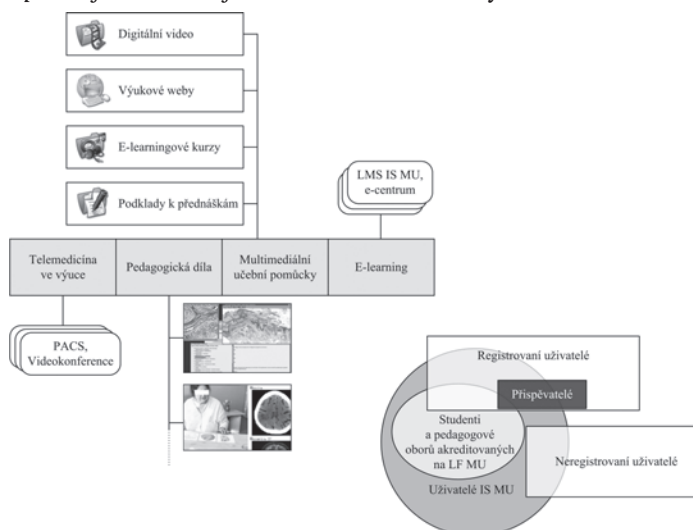 Digitální video
Výukové weby
E-learningové kurzy
Podklady k přednáškám
LMS IS MU,
e-centrum
Telemedicína
ve výuce
Pedagogická díla
Multimediální
učební pomůcky
E-learning
PACS,
Videokonference
Registrovaní uživatelé
Přispěvatelé
Studenti
a pedagogové
oborů akreditovaných
na LF MU
Neregistrovaní uživatelé
Uživatelé IS MU